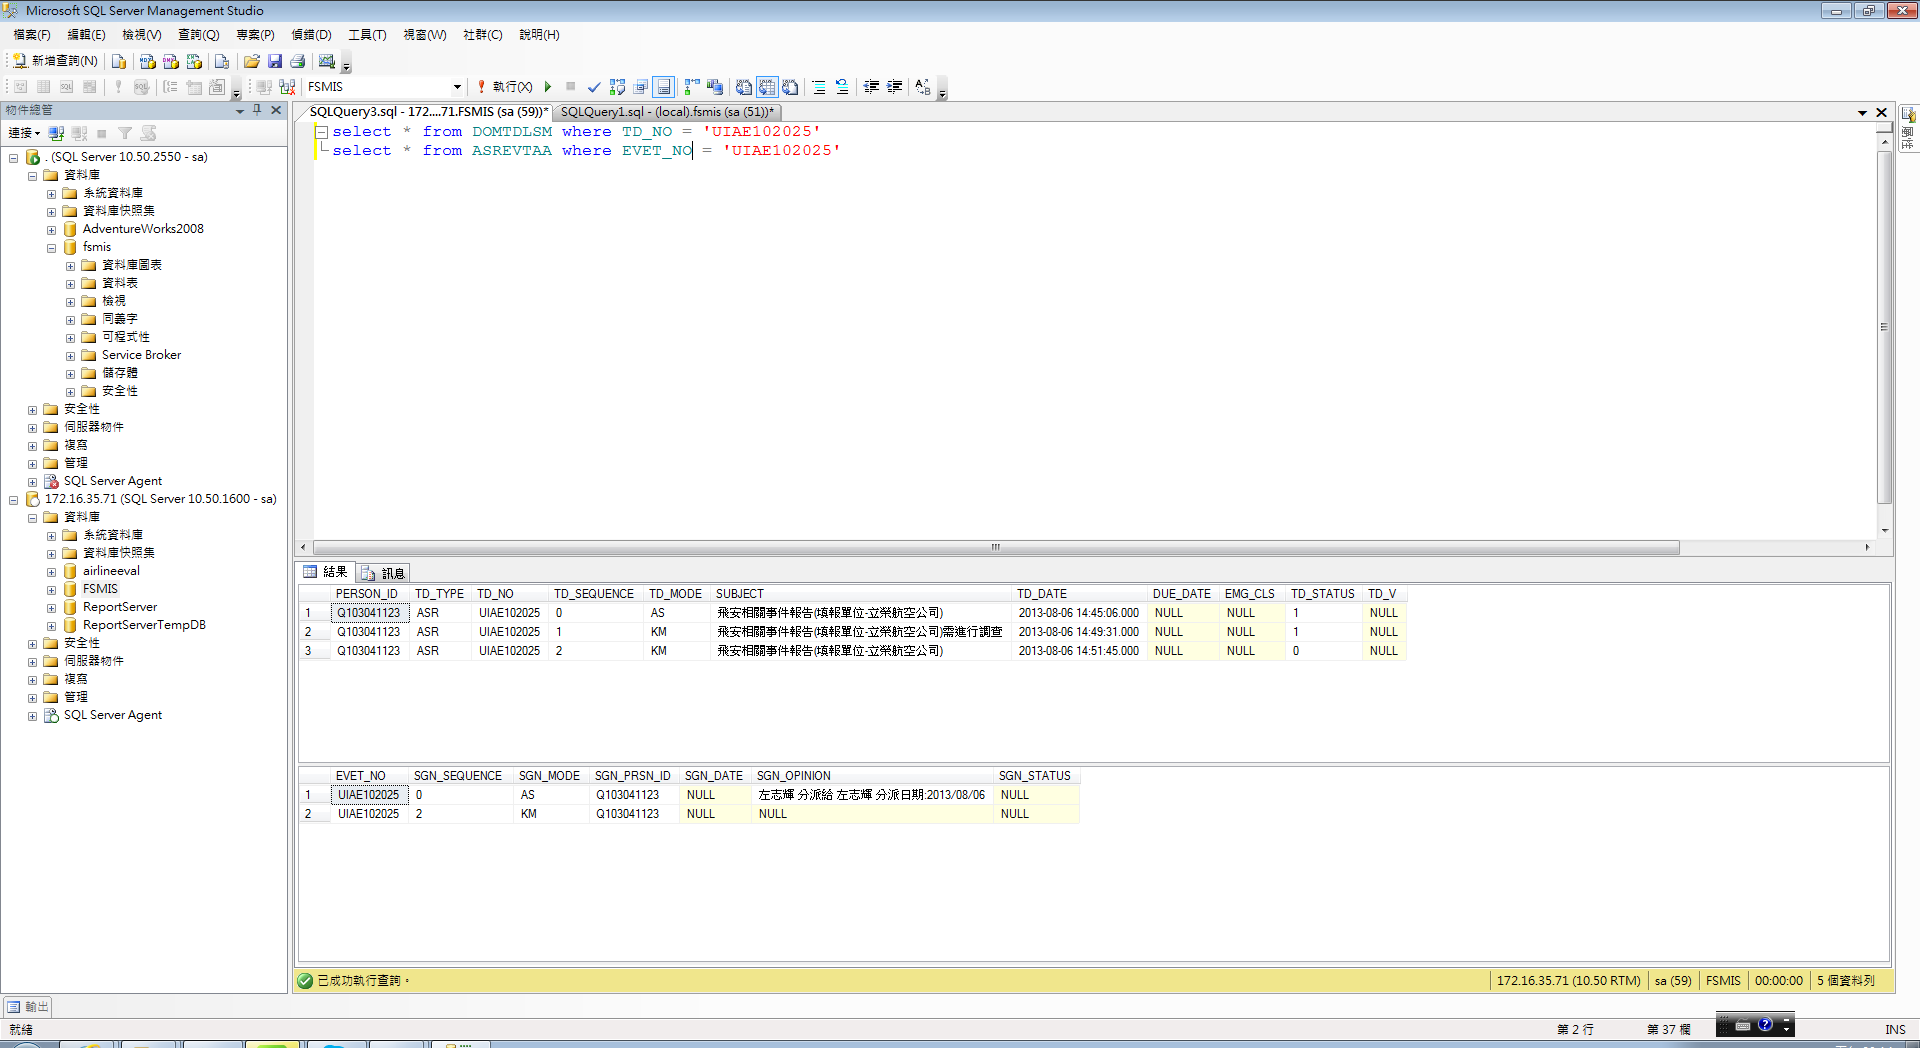 Microsoft SQL Server Management Studio
檔案(F) 編輯(E) 檢視(V) 查詢(Q) 專案(P) 偵錯(D) 工具(T) 視窗(W) 社群(C) 說明(H)
新增查詢(N)
FSMIS 執行(X)
物件總管
連接
. (SQL Server 10.50.2550 - sa)
資料庫
系統資料庫
資料庫快照集
AdventureWorks2008
fsmis
資料庫圖表
資料表
檢視
同義字
可程式性
Service Broker
儲存體
安全性
安全性
伺服器物件
複寫
管理
SQL Server Agent
172.16.35.71 (SQL Server 10.50.1600 - sa)
資料庫
系統資料庫
資料庫快照集
airlineeval
FSMIS
ReportServer
ReportServerTempDB
安全性
伺服器物件
複寫
管理
SQL Server Agent
SQLQuery3.sql - 172....71.FSMIS (sa (59))* SQLQuery1.sql - (local).fsmis (sa (51))*
select * from DOMTDLSM where TD_NO = 'UIAE102025'
select * from ASREVTAA where EVET_NO = 'UIAE102025'
結果 訊息
PERSON_ID TD_TYPE TD_NO TD_SEQUENCE TD_MODE SUBJECT TD_DATE DUE_DATE EMG_CLS TD_STATUS TD_V
1 Q103041123 ASR UIAE102025 0 AS 飛安相關事件報告(填報單位-立榮航空公司) 2013-08-06 14:45:06.000 NULL NULL 1 NULL
2 Q103041123 ASR UIAE102025 1 KM 飛安相關事件報告(填報單位-立榮航空公司)需進行調查 2013-08-06 14:49:31.000 NULL NULL 1 NULL
3 Q103041123 ASR UIAE102025 2 KM 飛安相關事件報告(填報單位-立榮航空公司) 2013-08-06 14:51:45.000 NULL NULL 0 NULL
EVET_NO SGN_SEQUENCE SGN_MODE SGN_PRSN_ID SGN_DATE SGN_OPINION SGN_STATUS
1 UIAE102025 0 AS Q103041123 NULL 左志輝 分派給 左志輝 分派日期:2013/08/06 NULL
2 UIAE102025 2 KM Q103041123 NULL NULL NULL
已成功執行查詢。 172.16.35.71 (10.50 RTM) sa (59) FSMIS 00:00:00 5 個資料列
輸出
就緒 第 2 行 第 37 欄 INS